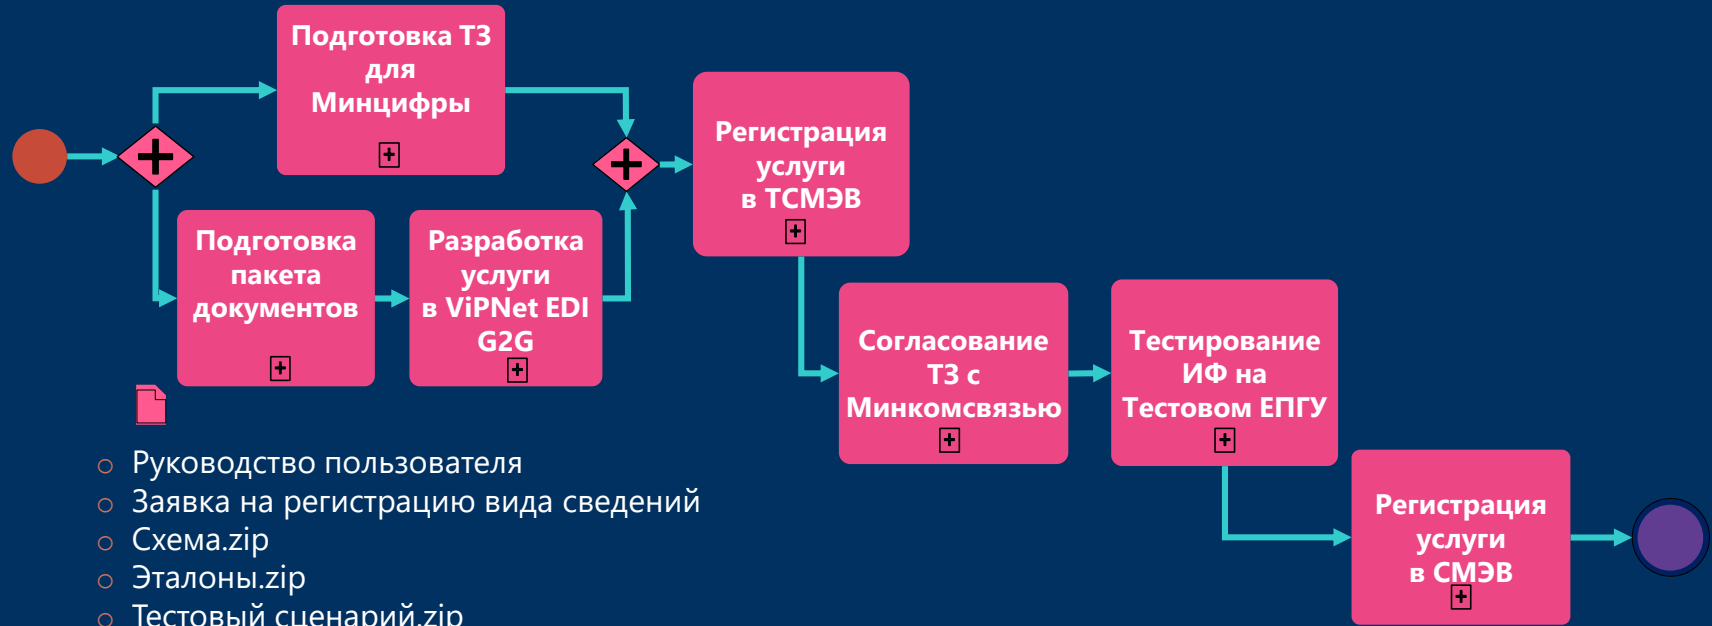 Подготовка ТЗ
для
Минцифры
Подготовка
пакета
документов
Разработка
услуги
в ViPNet EDI
G2G
Регистрация
услуги
в ТСМЭВ
Согласование
ТЗ с
Минкомсвязью
Тестирование
ИФ на
Тестовом ЕПГУ
Регистрация
услуги
в СМЭВ
Руководство пользователя
Заявка на регистрацию вида сведений
Схема.zip
Эталоны.zip
Тестовый сценарий.zip